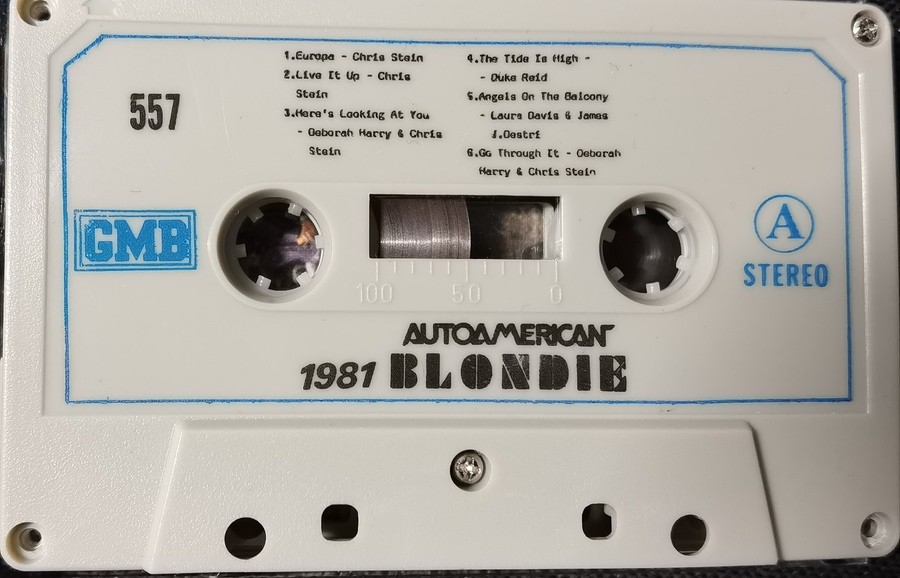 557
1.Europa - Chris Stein
2.Live It Up - Chris
Stein
3.Here's Looking At You
- Deborah Harry & Chris
Stein
4.The Tide Is High -
- Duke Reid
5.Angels On The Balcony
- Laura Davis & James
J.Destri
6.Go Through It - Deborah
Harry & Chris Stein
GMB
A
STEREO
100 50 0
AUTOAMERICAN
1981 BLONDIE